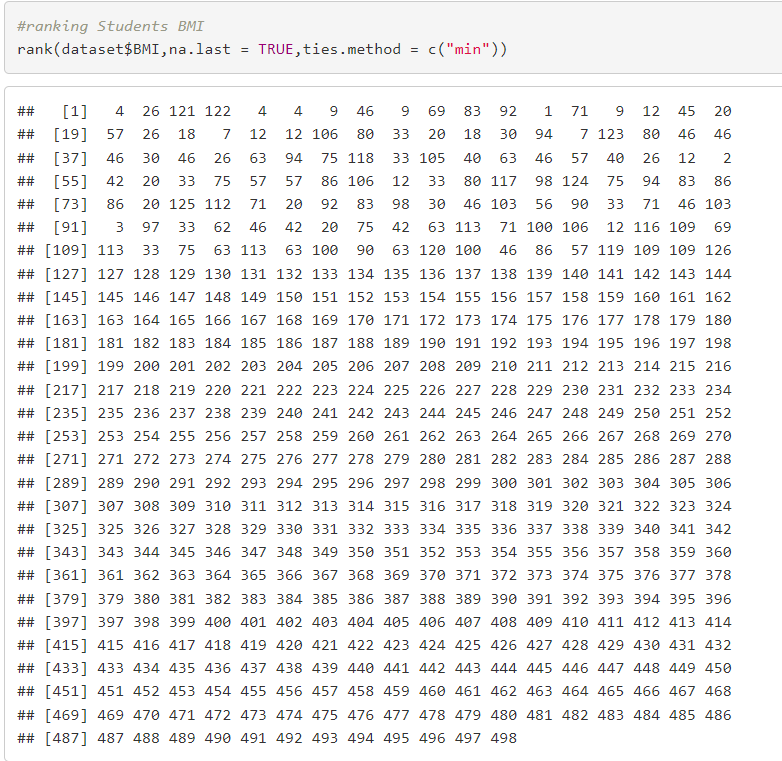 #ranking Students BMI
rank(dataset$BMI,na.last = TRUE,ties.method = c("min"))
##   [1]   4  26 121 122   4   4   9  46   9  69  83  92   1  71   9  12  45  20
##  [19]  57  26  18   7  12  12 106  80  33  20  18  30  94   7 123  80  46  46
##  [37]  46  30  46  26  63  94  75 118  33 105  40  63  46  57  40  26  12   2
##  [55]  42  20  33  75  57  57  86 106  12  33  80 117  98 124  75  94  83  86
##  [73]  86  20 125 112  71  20  92  83  98  30  46 103  56  90  33  71  46 103
##  [91]   3  97  33  62  46  42  20  75  42  63 113  71 100 106  12 116 109  69
## [109] 113  33  75  63 113  63 100  90  63 120 100  46  86  57 119 109 109 126
## [127] 127 128 129 130 131 132 133 134 135 136 137 138 139 140 141 142 143 144
## [145] 145 146 147 148 149 150 151 152 153 154 155 156 157 158 159 160 161 162
## [163] 163 164 165 166 167 168 169 170 171 172 173 174 175 176 177 178 179 180
## [181] 181 182 183 184 185 186 187 188 189 190 191 192 193 194 195 196 197 198
## [199] 199 200 201 202 203 204 205 206 207 208 209 210 211 212 213 214 215 216
## [217] 217 218 219 220 221 222 223 224 225 226 227 228 229 230 231 232 233 234
## [235] 235 236 237 238 239 240 241 242 243 244 245 246 247 248 249 250 251 252
## [253] 253 254 255 256 257 258 259 260 261 262 263 264 265 266 267 268 269 270
## [271] 271 272 273 274 275 276 277 278 279 280 281 282 283 284 285 286 287 288
## [289] 289 290 291 292 293 294 295 296 297 298 299 300 301 302 303 304 305 306
## [307] 307 308 309 310 311 312 313 314 315 316 317 318 319 320 321 322 323 324
## [325] 325 326 327 328 329 330 331 332 333 334 335 336 337 338 339 340 341 342
## [343] 343 344 345 346 347 348 349 350 351 352 353 354 355 356 357 358 359 360
## [361] 361 362 363 364 365 366 367 368 369 370 371 372 373 374 375 376 377 378
## [379] 379 380 381 382 383 384 385 386 387 388 389 390 391 392 393 394 395 396
## [397] 397 398 399 400 401 402 403 404 405 406 407 408 409 410 411 412 413 414
## [415] 415 416 417 418 419 420 421 422 423 424 425 426 427 428 429 430 431 432
## [433] 433 434 435 436 437 438 439 440 441 442 443 444 445 446 447 448 449 450
## [451] 451 452 453 454 455 456 457 458 459 460 461 462 463 464 465 466 467 468
## [469] 469 470 471 472 473 474 475 476 477 478 479 480 481 482 483 484 485 486
## [487] 487 488 489 490 491 492 493 494 495 496 497 498